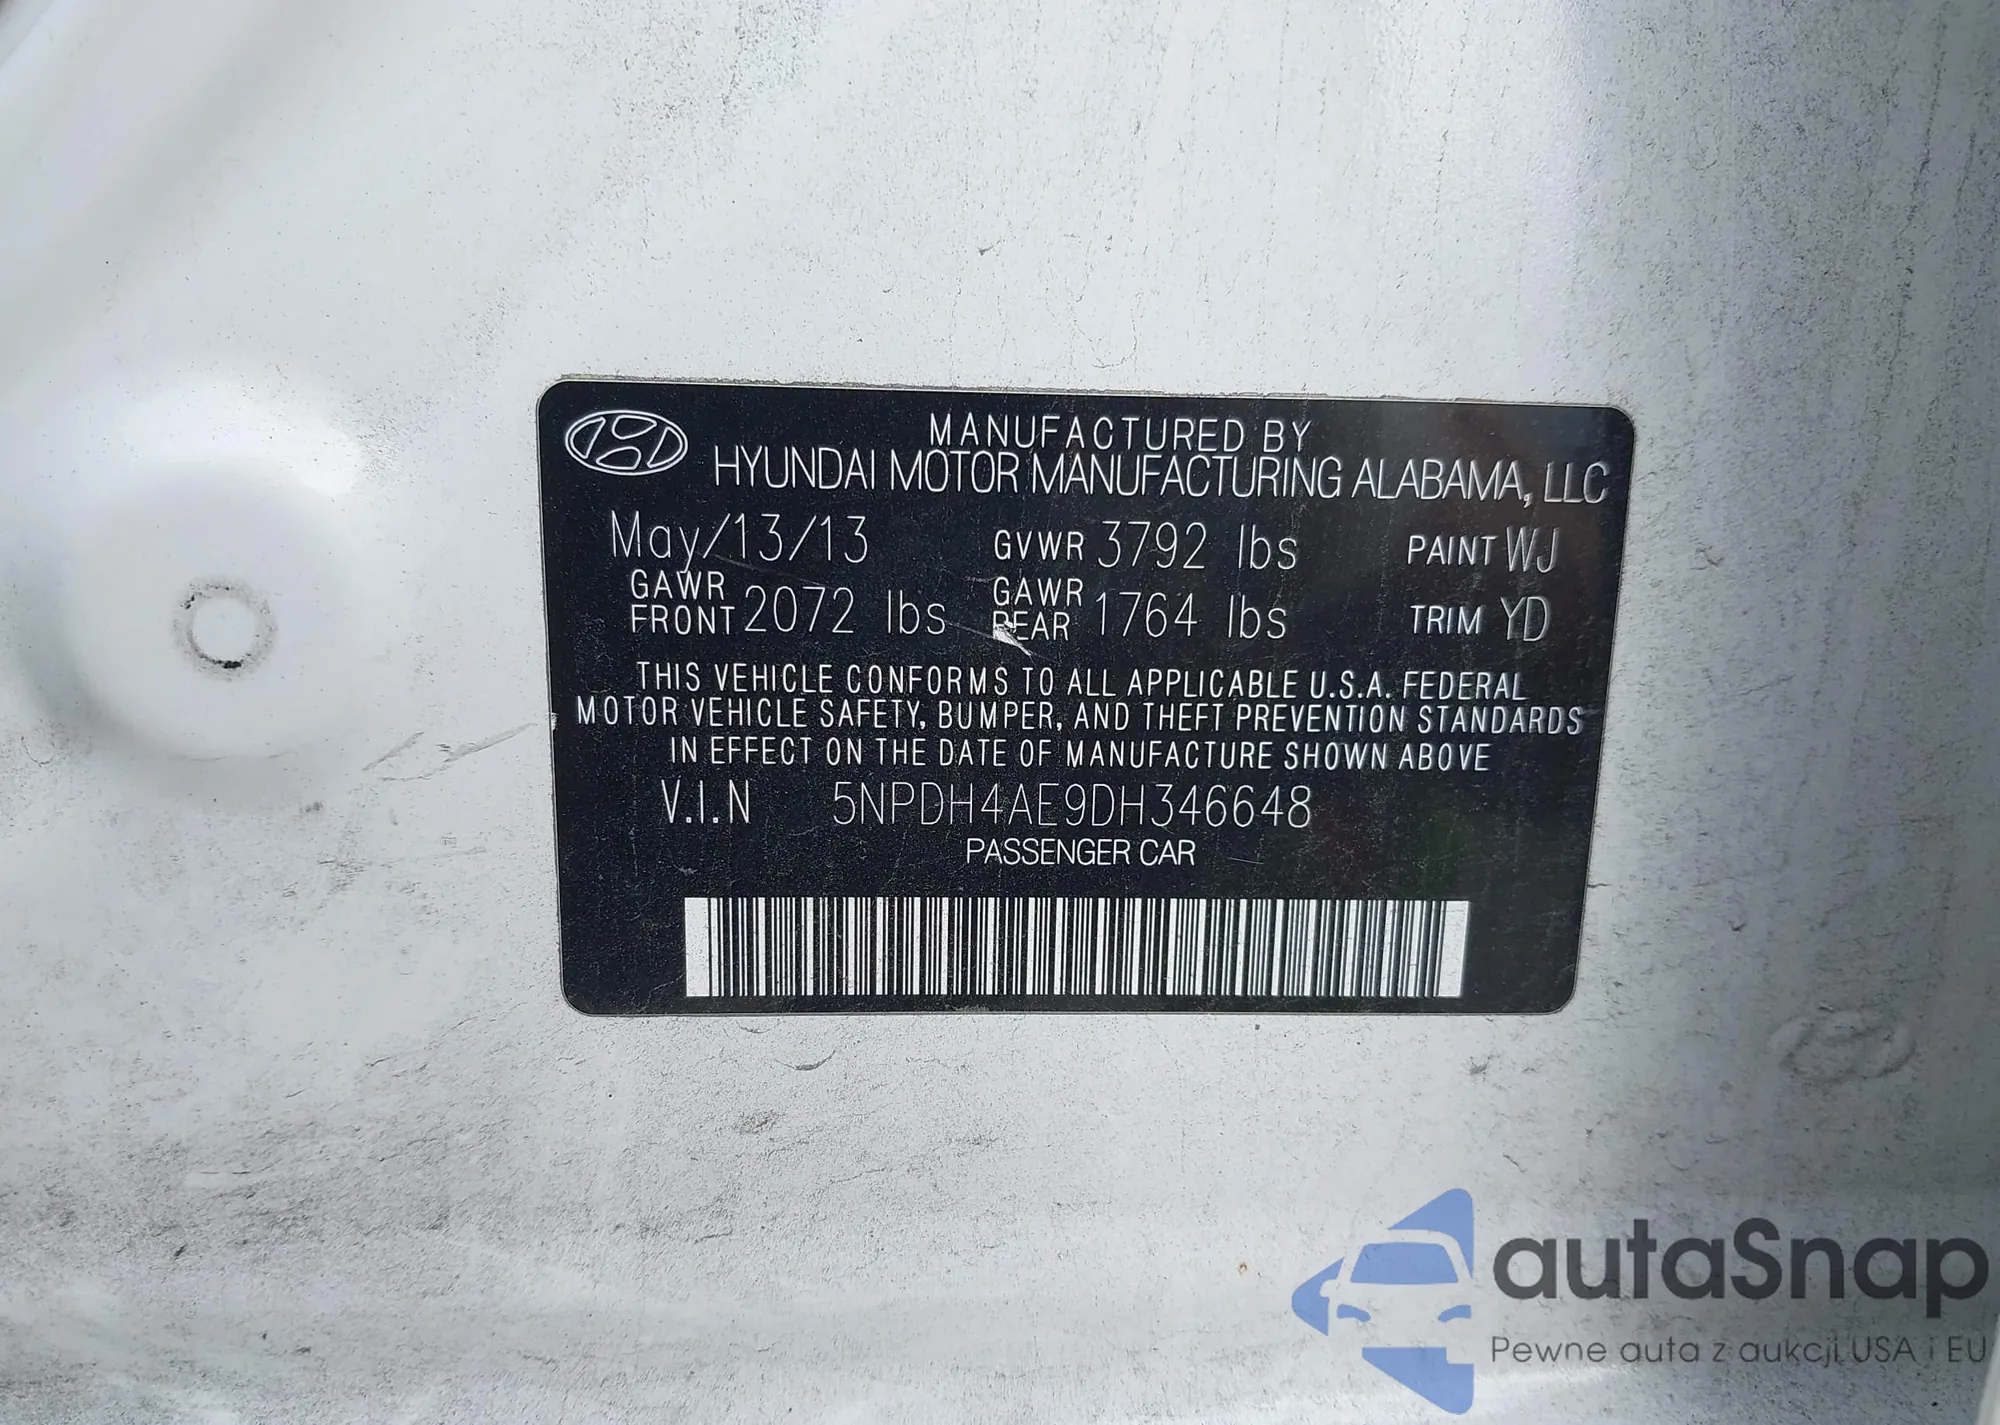 MANUFACTURED BY
HYUNDAI MOTOR MANUFACTURING ALABAMA, LLC
May/13/13 GVWR 3792 lbs PAINT WJ
GAWR FRONT 2072 lbs GAWR REAR 1764 lbs TRIM YD
THIS VEHICLE CONFORMS TO ALL APPLICABLE U.S.A. FEDERAL
MOTOR VEHICLE SAFETY, BUMPER, AND THEFT PREVENTION STANDARDS
IN EFFECT ON THE DATE OF MANUFACTURE SHOWN ABOVE
V.I.N 5NPDH4AE9DH346648
PASSENGER CAR
autaSnap
Pewne auta z aukcji USA i EU